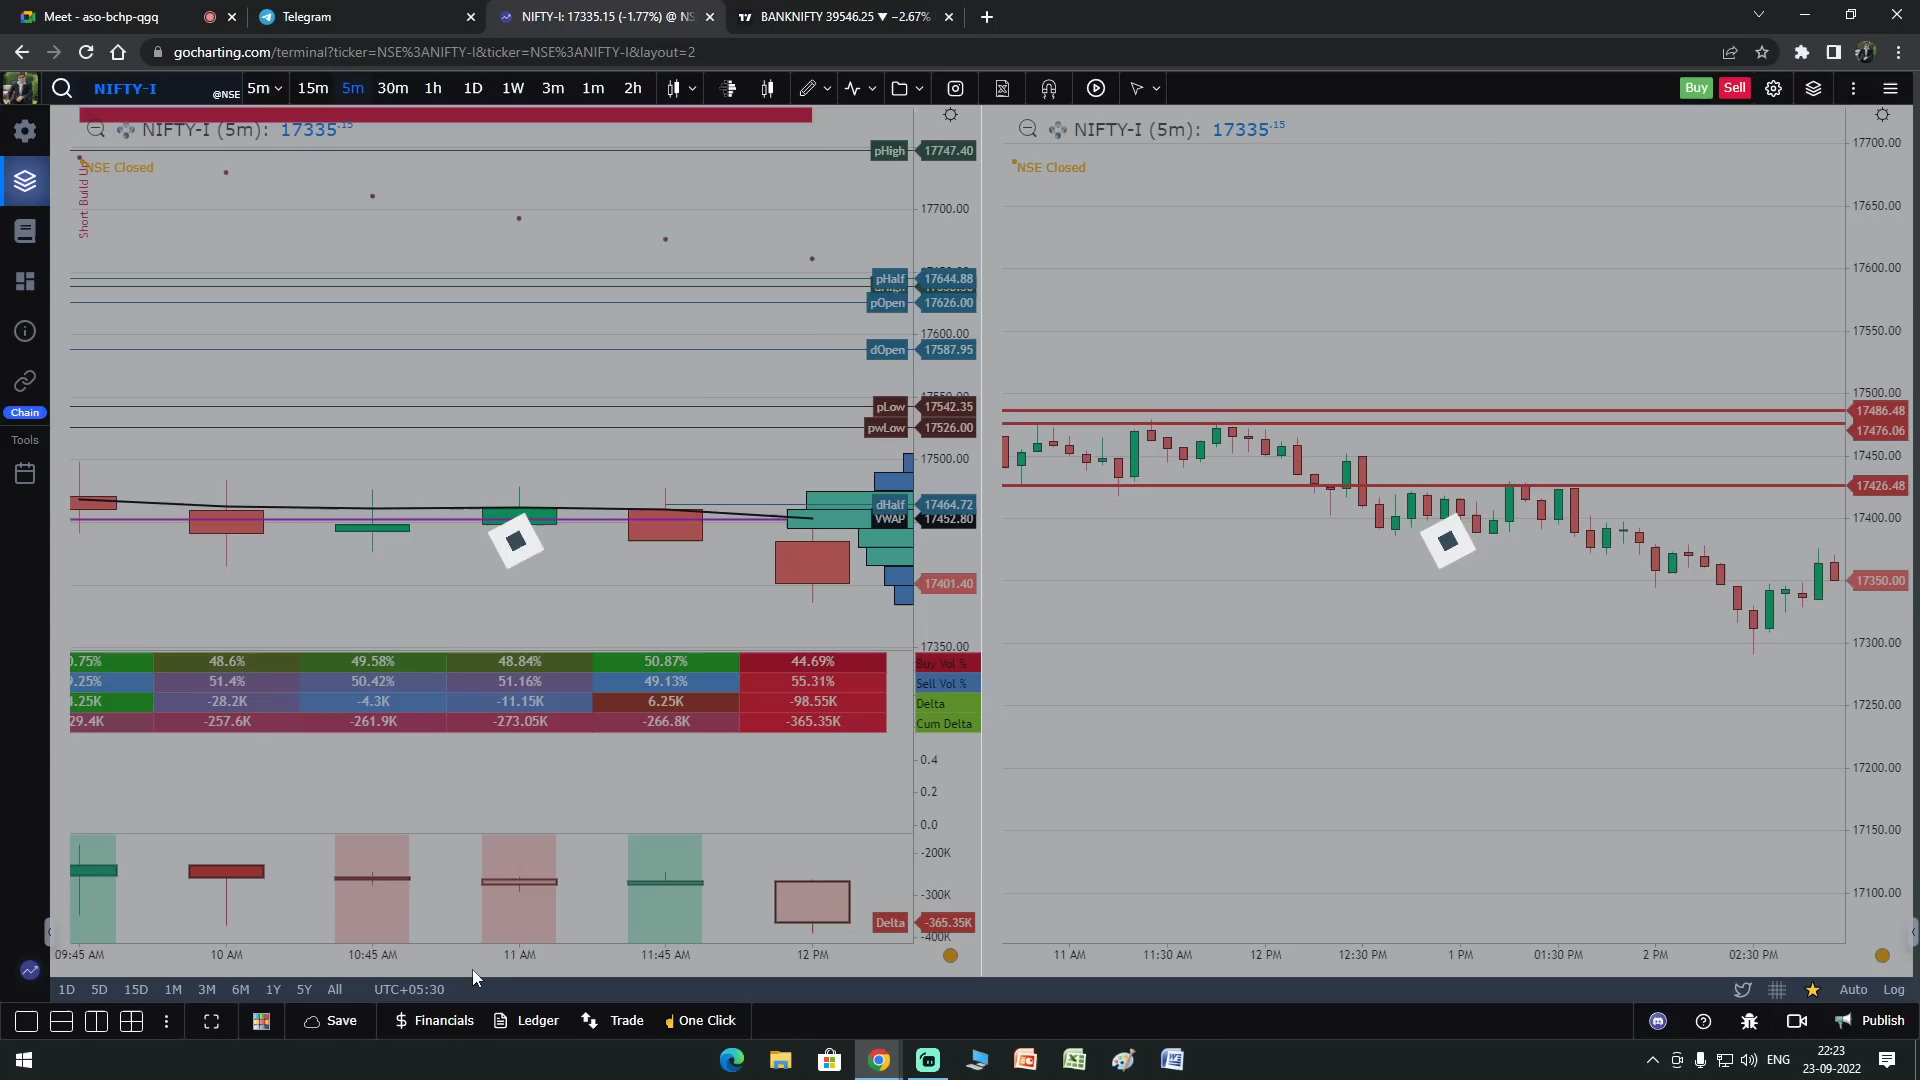 Meet - aso-bchp-qgq
Telegram
NIFTY-I: 17335.15 (-1.77%) @ NS
BANKNIFTY 39546.25 ▼ −2.67%
gocharting.com/terminal?ticker=NSE%3ANIFTY-I&ticker=NSE%3ANIFTY-I&layout=2
NIFTY-I @NSE 5m 15m 5m 30m 1h 1D 1W 3m 1m 2h Buy Sell
NIFTY-I (5m): 17335.15
NSE Closed
Short Build Up
pHigh 17747.40
17700.00
pHalf 17644.88
pOpen 17626.00
17600.00
dOpen 17587.95
pLow 17542.35
pwLow 17526.00
17500.00
dHalf 17464.72
VWAP 17452.80
17401.40
17350.00
48.6% 49.58% 48.84% 50.87% 44.69% Buy Vol %
51.4% 50.42% 51.16% 49.13% 55.31% Sell Vol %
-28.2K -4.3K -11.15K 6.25K -98.55K Delta
-257.6K -261.9K -273.05K -266.8K -365.35K Cum Delta
0.4
0.2
0.0
-200K
-300K
Delta -365.35K
-400K
09:45 AM 10 AM 10:45 AM 11 AM 11:45 AM 12 PM
NIFTY-I (5m): 17335.15
NSE Closed
17700.00
17650.00
17600.00
17550.00
17500.00
17486.48
17476.06
17450.00
17426.48
17400.00
17350.00
17300.00
17250.00
17200.00
17150.00
17100.00
11 AM 11:30 AM 12 PM 12:30 PM 1 PM 01:30 PM 2 PM 02:30 PM
Chain
Tools
1D 5D 15D 1M 3M 6M 1Y 5Y All UTC+05:30 Auto Log
Save Financials Ledger Trade One Click Publish
ENG
22:23
23-09-2022